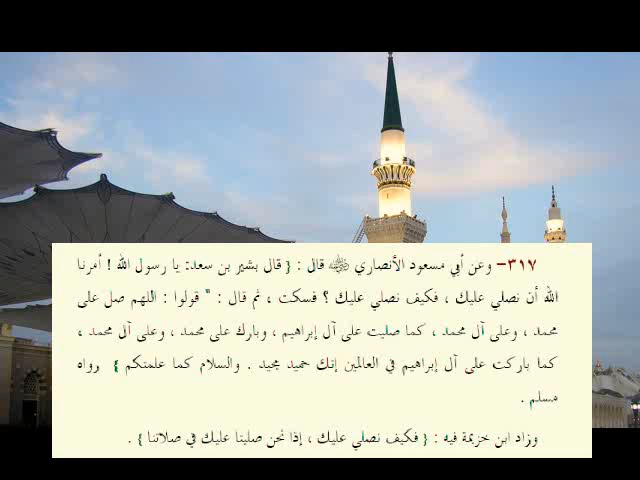 ٣١٧- وعن أبي مسعود الأنصاري ﷺ قال : { قال بشير بن سعد: يا رسول الله ! أمرنا
الله أن نصلي عليك ، فكيف نصلي عليك ؟ فسكت ، ثم قال : " قولوا : اللهم صل على
محمد ، وعلى آل محمد ، كما صليت على آل إبراهيم ، وبارك على محمد ، وعلى آل محمد ،
كما باركت على آل إبراهيم في العالمين إنك حميد مجيد . والسلام كما علمتكم } رواه
مسلم .
وزاد ابن خزيمة فيه : { فكيف نصلي عليك ، إذا نحن صلينا عليك في صلاتنا } .